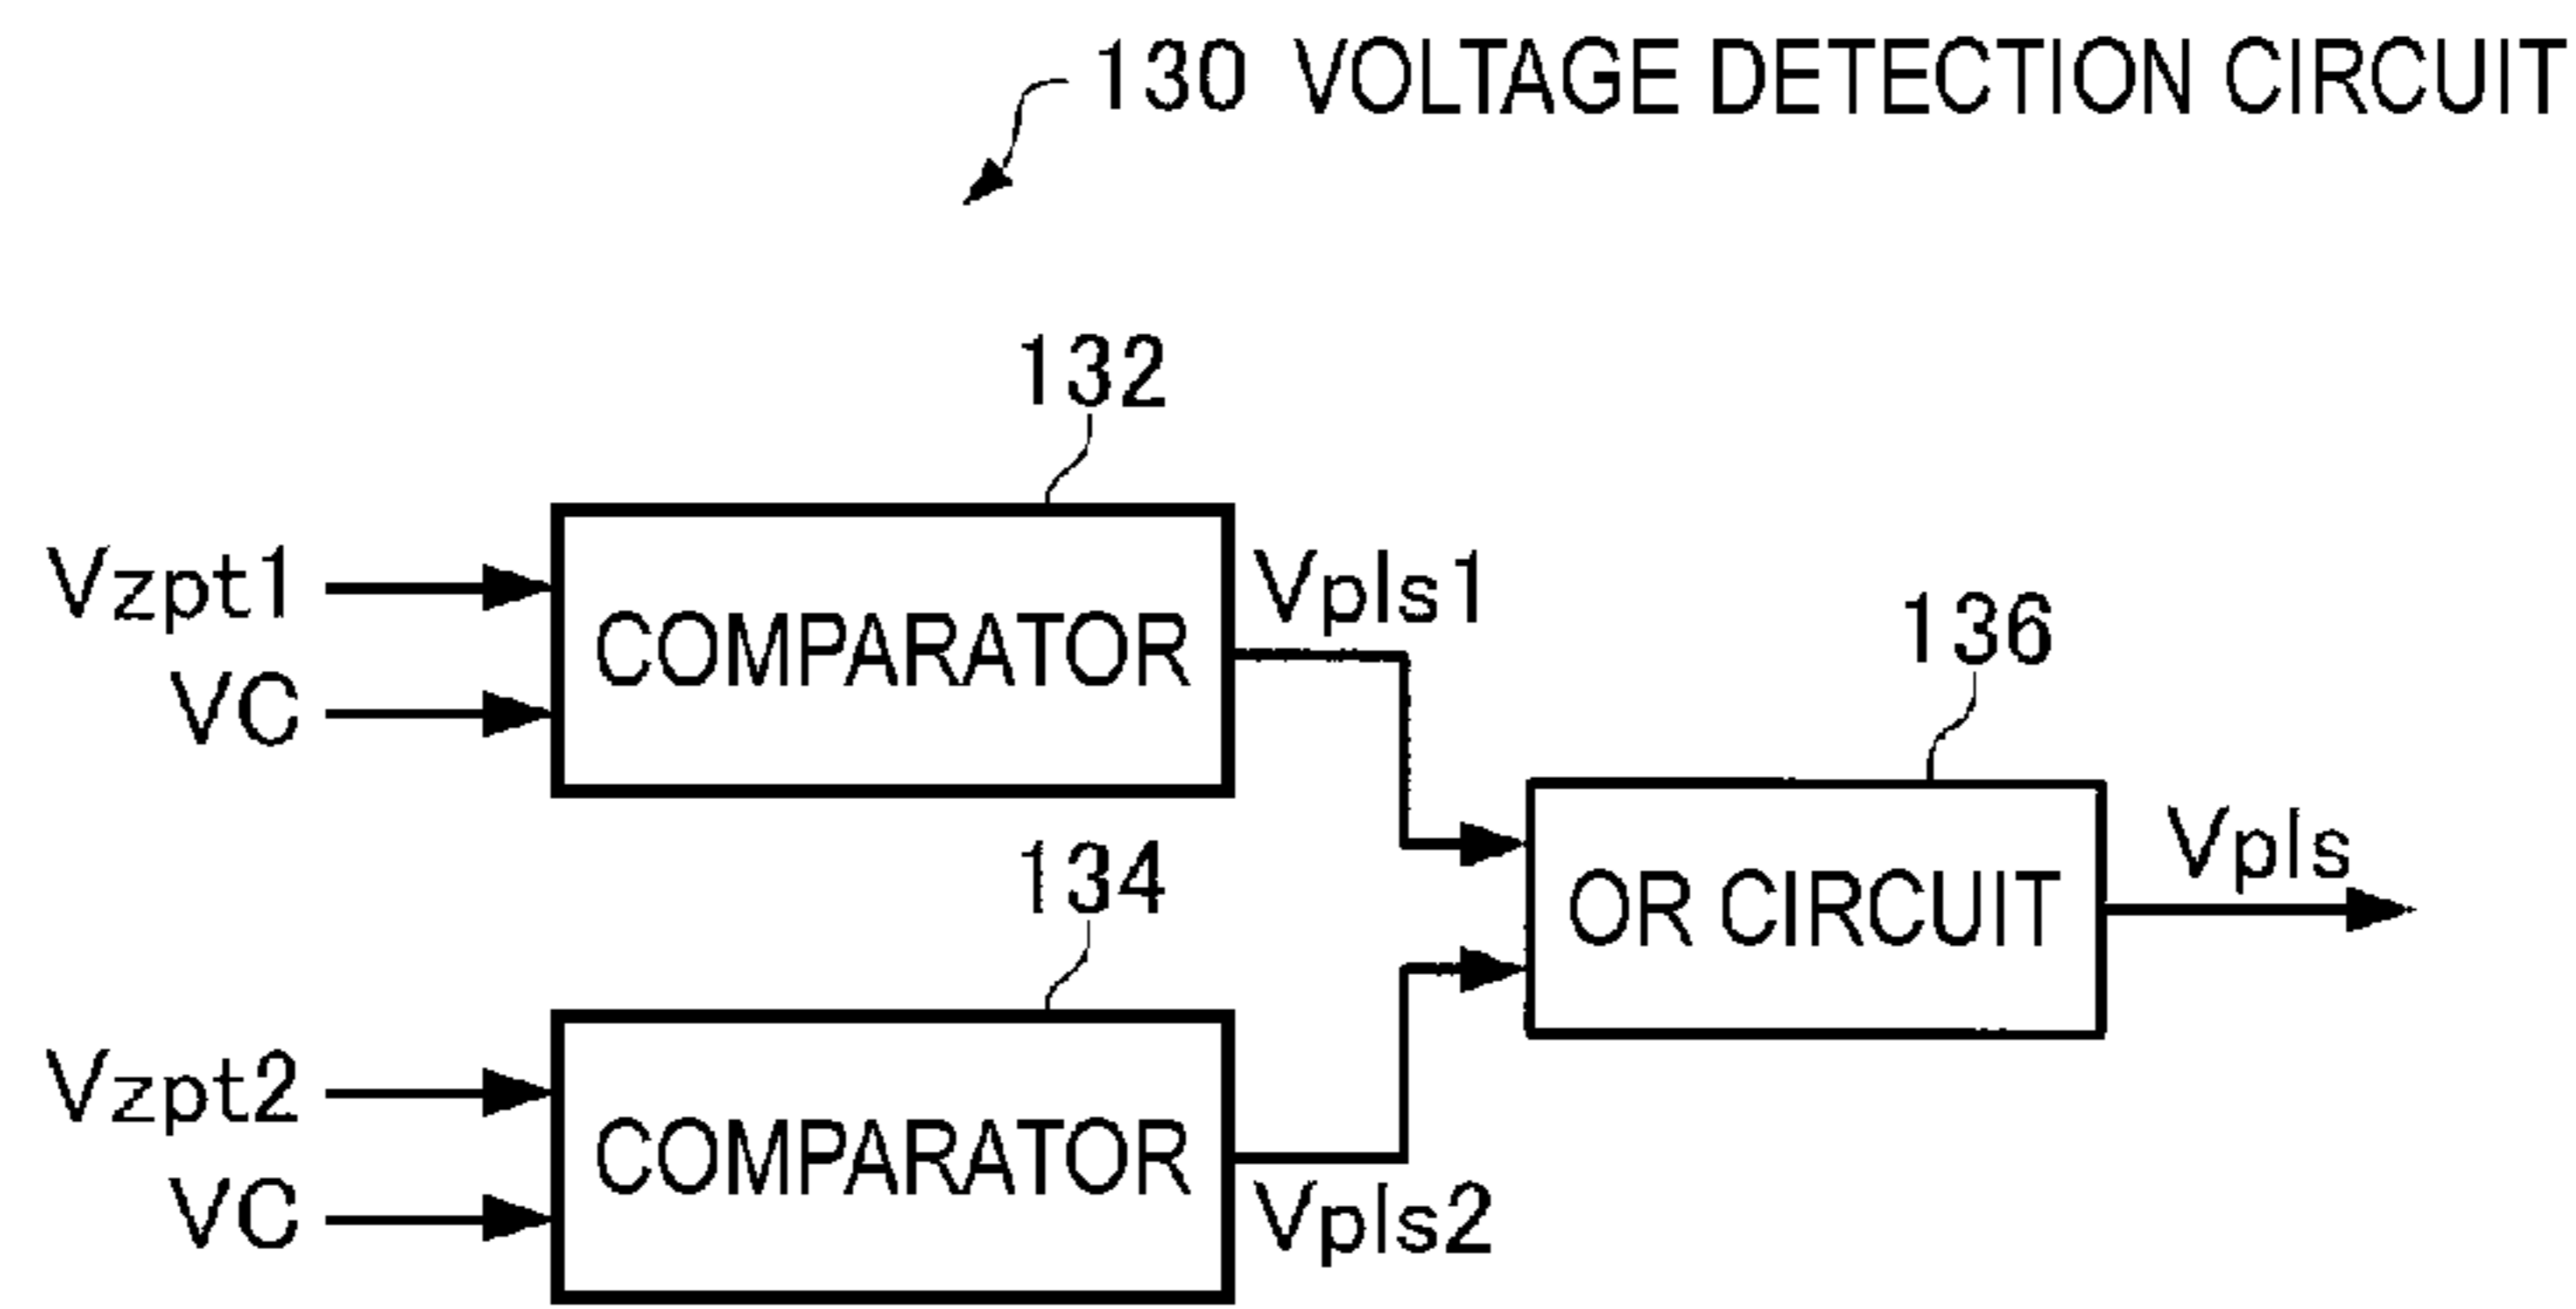 130 VOLTAGE DETECTION CIRCUIT
132
Vzpt1
VC
COMPARATOR
Vpls1
136
OR CIRCUIT
Vpls
134
Vzpt2
VC
COMPARATOR
Vpls2